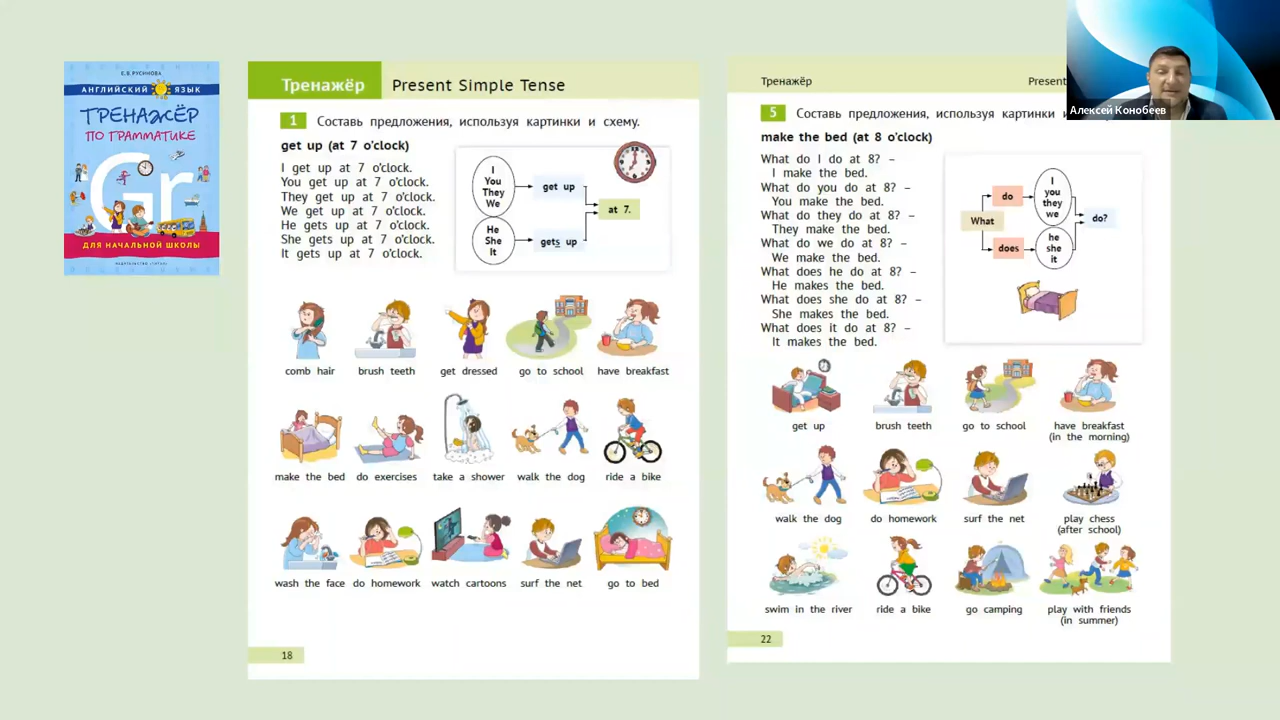 Е. В. РУСИНОВА
АНГЛИЙСКИЙ ЯЗЫК
ТРЕНАЖЁР
ПО ГРАММАТИКЕ
Gr
ДЛЯ НАЧАЛЬНОЙ ШКОЛЫ
Тренажёр Present Simple Tense
1 Составь предложения, используя картинки и схему.
get up (at 7 o'clock)
I get up at 7 o'clock.
You get up at 7 o'clock.
They get up at 7 o'clock.
We get up at 7 o'clock.
He gets up at 7 o'clock.
She gets up at 7 o'clock.
It gets up at 7 o'clock.
I
You
They
We
get up
He
She
It
gets up
at 7.
comb hair brush teeth get dressed go to school have breakfast
make the bed do exercises take a shower walk the dog ride a bike
wash the face do homework watch cartoons surf the net go to bed
18
Тренажёр Present
5 Составь предложения, используя картинки и
make the bed (at 8 o'clock)
What do I do at 8? –
I make the bed.
What do you do at 8? –
You make the bed.
What do they do at 8? –
They make the bed.
What do we do at 8? –
We make the bed.
What does he do at 8? –
He makes the bed.
What does she do at 8? –
She makes the bed.
What does it do at 8? –
It makes the bed.
What
do
I
you
they
we
does
he
she
it
do?
get up brush teeth go to school have breakfast
(in the morning)
walk the dog do homework surf the net play chess
(after school)
swim in the river ride a bike go camping play with friends
(in summer)
22
Алексей Конобеев